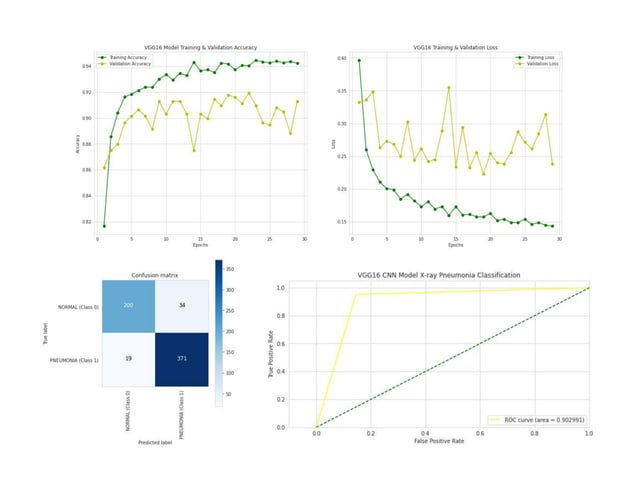 VGG16 Model Training & Validation Accuracy
Training Accuracy
Validation Accuracy
0.94
0.92
0.90
0.88
0.86
0.84
0.82
Accuracy
0 5 10 15 20 25 30
Epochs
VGG16 Training & Validation Loss
Training Loss
Validation Loss
0.40
0.35
0.30
0.25
0.20
0.15
Loss
0 5 10 15 20 25 30
Epochs
Confusion matrix
NORMAL (Class 0)
PNEUMONIA (Class 1)
True label
200 34
19 371
NORMAL (Class 0)
PNEUMONIA (Class 1)
Predicted label
350
300
250
200
150
100
50
VGG16 CNN Model X-ray Pneumonia Classification
1.0
0.8
0.6
0.4
0.2
0.0
True Positive Rate
ROC curve (area = 0.902991)
0.0 0.2 0.4 0.6 0.8 1.0
False Positive Rate